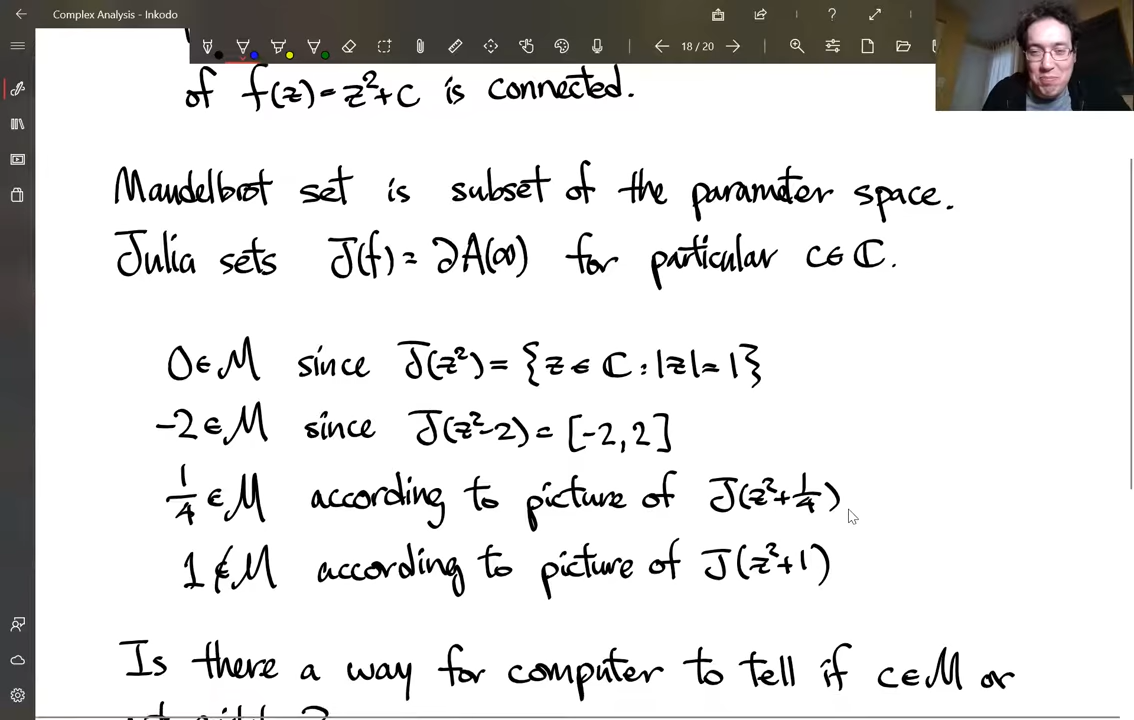 Complex Analysis - Inkodo
18 / 20
of f(z)=z²+c is connected.
Mandelbrot set is subset of the parameter space.
Julia sets J(f) = ∂A(∞) for particular c∈ℂ.
0∈M since J(z²) = {z∈ℂ : |z|=1}
-2∈M since J(z²-2) = [-2,2]
1/4 ∈M according to picture of J(z²+1/4)
1∉M according to picture of J(z²+1)
Is there a way for computer to tell if c∈M or